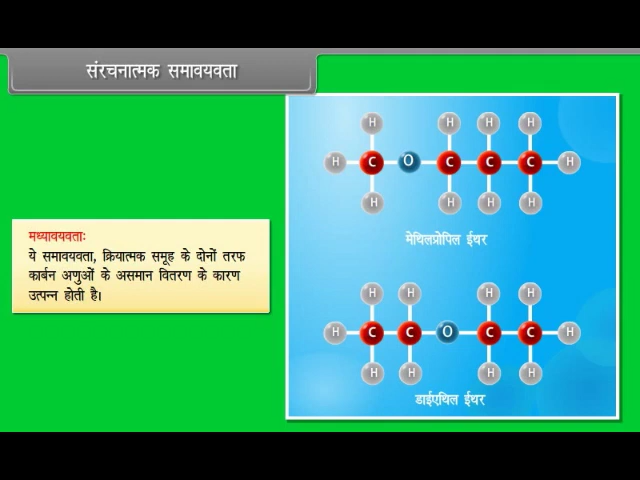 संरचनात्मक समावयवता
मध्यावयवताः
ये समावयवता, क्रियात्मक समूह के दोनों तरफ
कार्बन अणुओं के असमान वितरण के कारण
उत्पन्न होती है।
H H H H
H C O C C C H
H H H H
मेथिलप्रोपिल ईथर
H H H H
H C C O C C H
H H H H
डाईएथिल ईथर